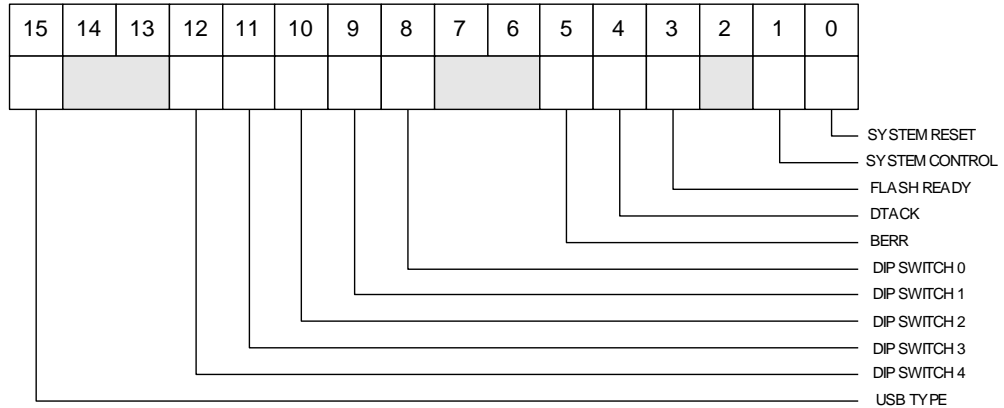 15 14 13 12 11 10 9 8 7 6 5 4 3 2 1 0
SYSTEM RESET
SYSTEM CONTROL
FLASH READY
DTACK
BERR
DIP SWITCH 0
DIP SWITCH 1
DIP SWITCH 2
DIP SWITCH 3
DIP SWITCH 4
USB TYPE